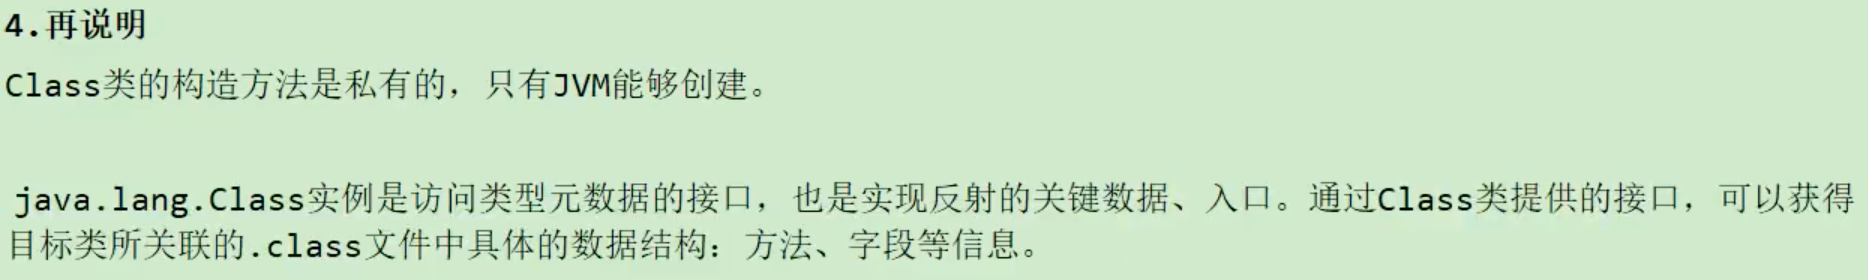 4.再说明
Class类的构造方法是私有的，只有JVM能够创建。
java.lang.Class实例是访问类型元数据的接口，也是实现反射的关键数据、入口。通过Class类提供的接口，可以获得
目标类所关联的.class文件中具体的数据结构：方法、字段等信息。